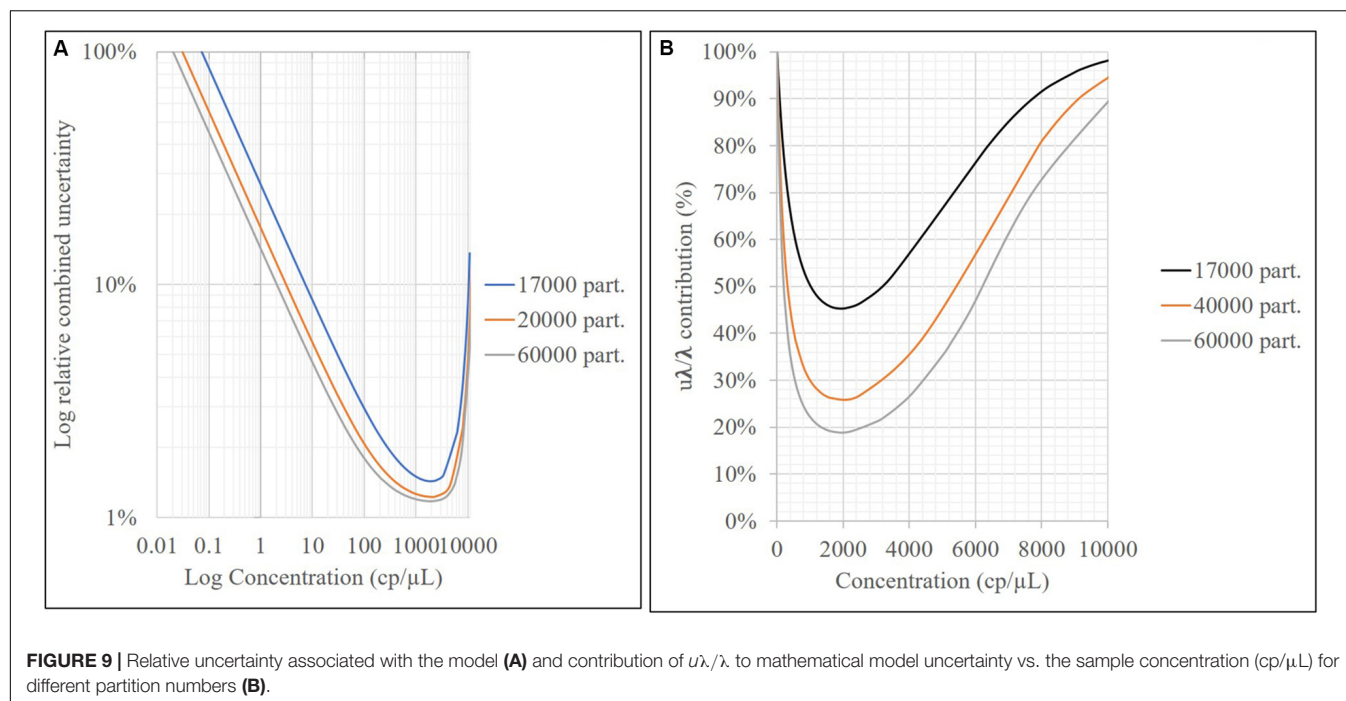 A
100%
10%
1%
Log relative combined uncertainty
0.01 0.1 1 10 100 1000 10000
Log Concentration (cp/µL)
17000 part.
20000 part.
60000 part.
B
100%
90%
80%
70%
60%
50%
40%
30%
20%
10%
0%
uλ/λ contribution (%)
0 2000 4000 6000 8000 10000
Concentration (cp/µL)
17000 part.
40000 part.
60000 part.
FIGURE 9 | Relative uncertainty associated with the model (A) and contribution of uλ/λ to mathematical model uncertainty vs. the sample concentration (cp/µL) for
different partition numbers (B).